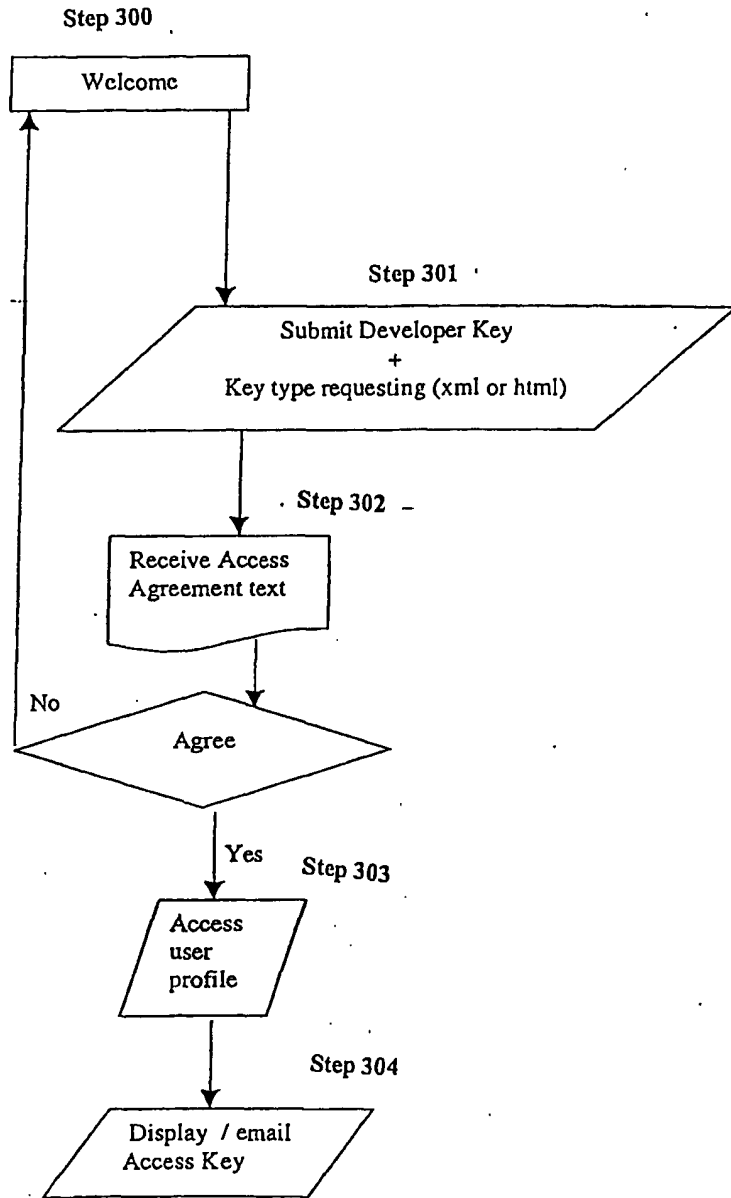 Step 300
Welcome
Step 301
Submit Developer Key
+
Key type requesting (xml or html)
Step 302
Receive Access
Agreement text
No
Agree
Yes
Step 303
Access
user
profile
Step 304
Display / email
Access Key